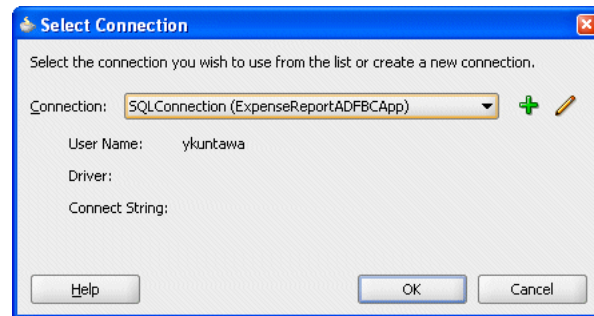 Select Connection
Select the connection you wish to use from the list or create a new connection.
Connection: SQLConnection (ExpenseReportADFBCApp)
User Name: ykuntawa
Driver:
Connect String:
Help OK Cancel